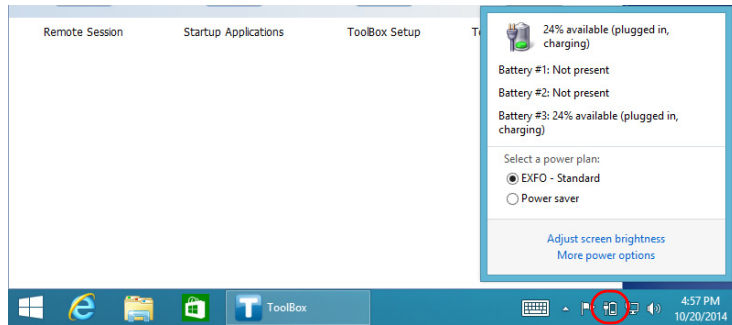 Remote Session
Startup Applications
ToolBox Setup
24% available (plugged in,
charging)
Battery #1: Not present
Battery #2: Not present
Battery #3: 24% available (plugged in,
charging)
Select a power plan:
EXFO - Standard
Power saver
Adjust screen brightness
More power options
ToolBox
4:57 PM
10/20/2014